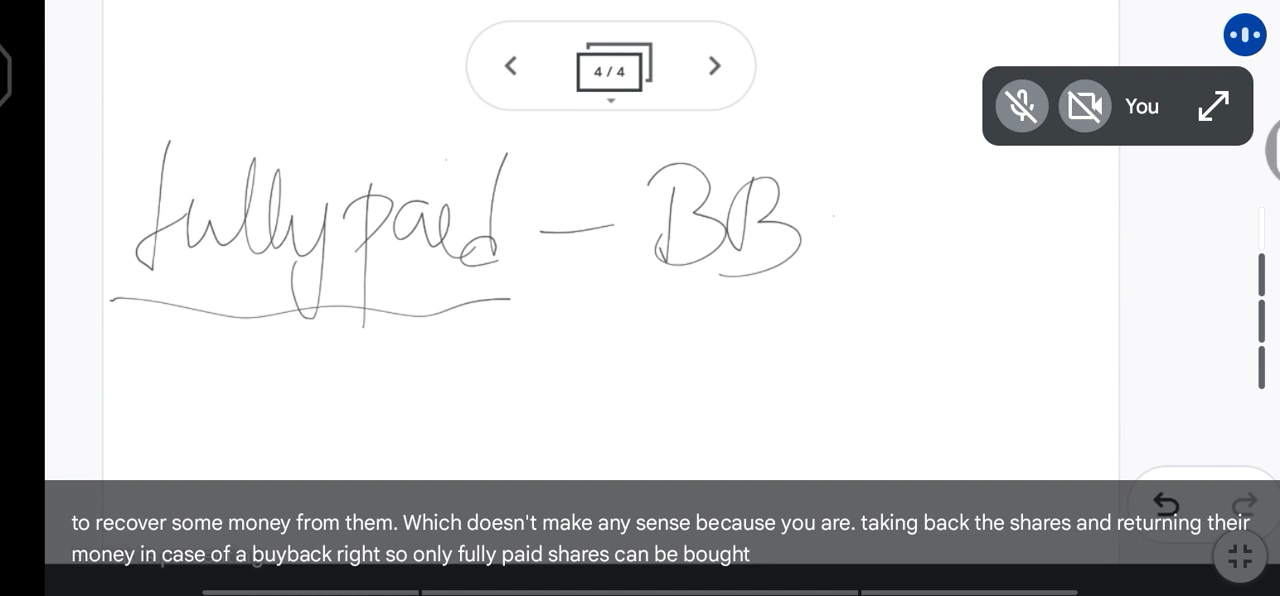 4 / 4
You
fully paid — BB
to recover some money from them. Which doesn't make any sense because you are. taking back the shares and returning their
money in case of a buyback right so only fully paid shares can be bought